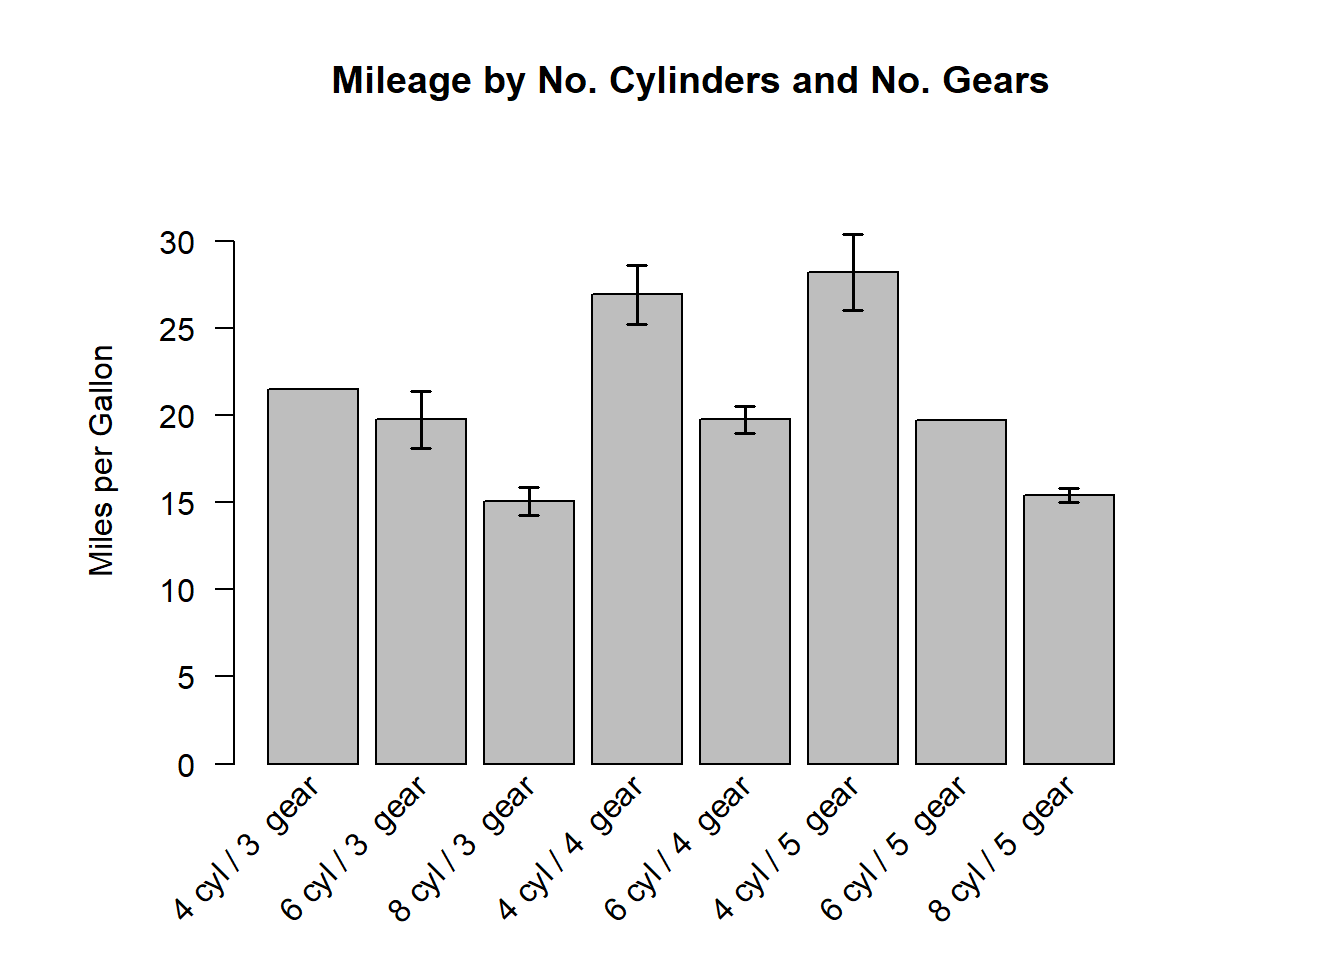 Mileage by No. Cylinders and No. Gears
Miles per Gallon
30
25
20
15
10
5
0
4 cyl / 3  gear
6 cyl / 3  gear
8 cyl / 3  gear
4 cyl / 4  gear
6 cyl / 4  gear
4 cyl / 5  gear
6 cyl / 5  gear
8 cyl / 5  gear